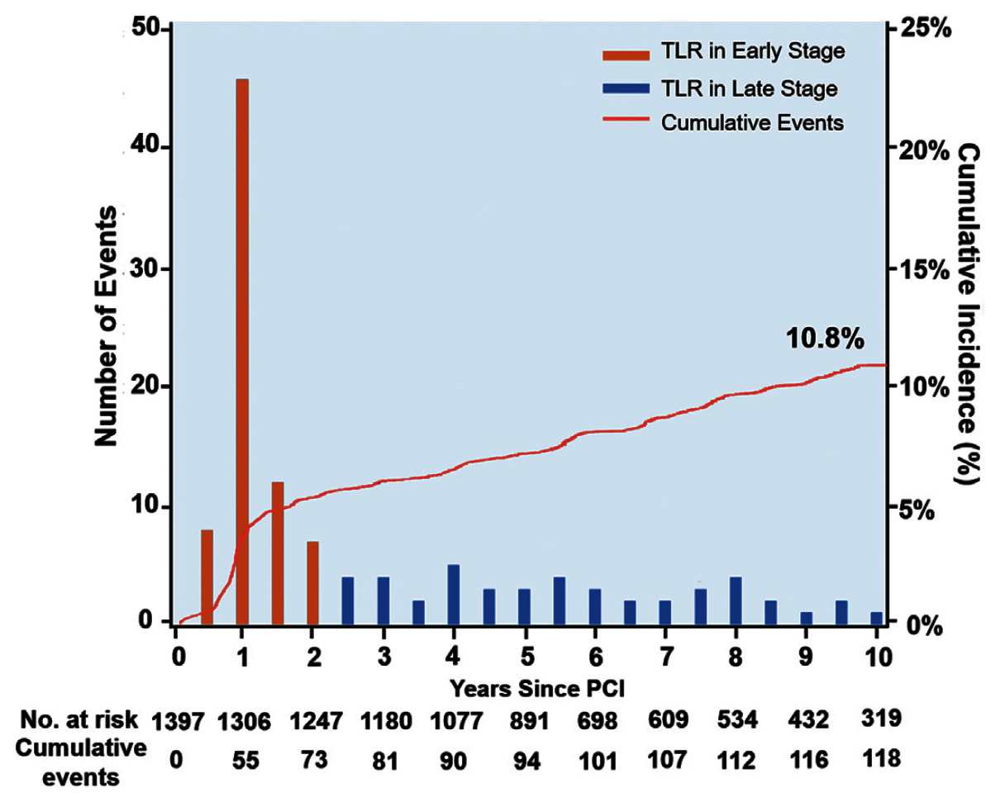 50
40
30
20
10
0
Number of Events
25%
20%
15%
10%
5%
0%
Cumulative Incidence (%)
TLR in Early Stage
TLR in Late Stage
Cumulative Events
10.8%
0 1 2 3 4 5 6 7 8 9 10
Years Since PCI
No. at risk 1397 1306 1247 1180 1077 891 698 609 534 432 319
Cumulative
events 0 55 73 81 90 94 101 107 112 116 118